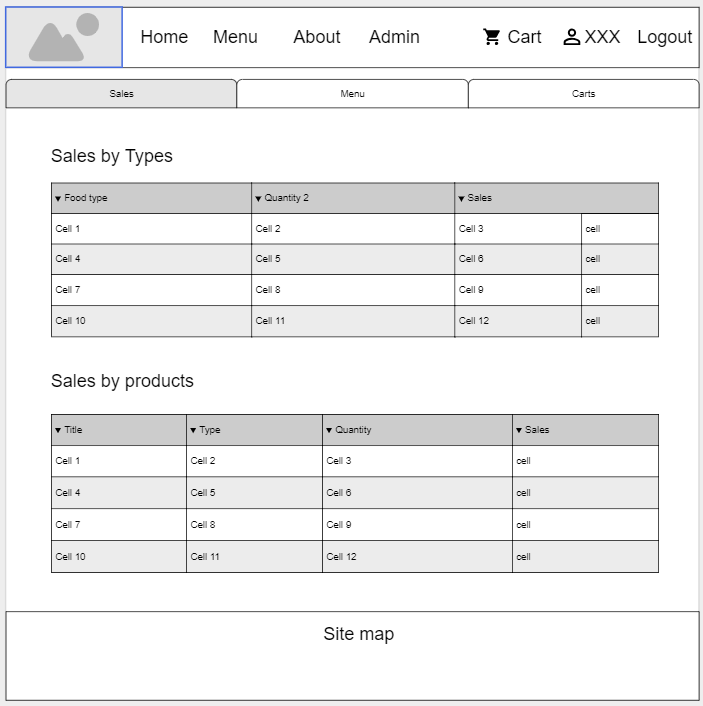 Home Menu About Admin Cart XXX Logout
Sales Menu Carts
Sales by Types
Food type Quantity 2 Sales
Cell 1 Cell 2 Cell 3 cell
Cell 4 Cell 5 Cell 6 cell
Cell 7 Cell 8 Cell 9 cell
Cell 10 Cell 11 Cell 12 cell
Sales by products
Title Type Quantity Sales
Cell 1 Cell 2 Cell 3 cell
Cell 4 Cell 5 Cell 6 cell
Cell 7 Cell 8 Cell 9 cell
Cell 10 Cell 11 Cell 12 cell
Site map